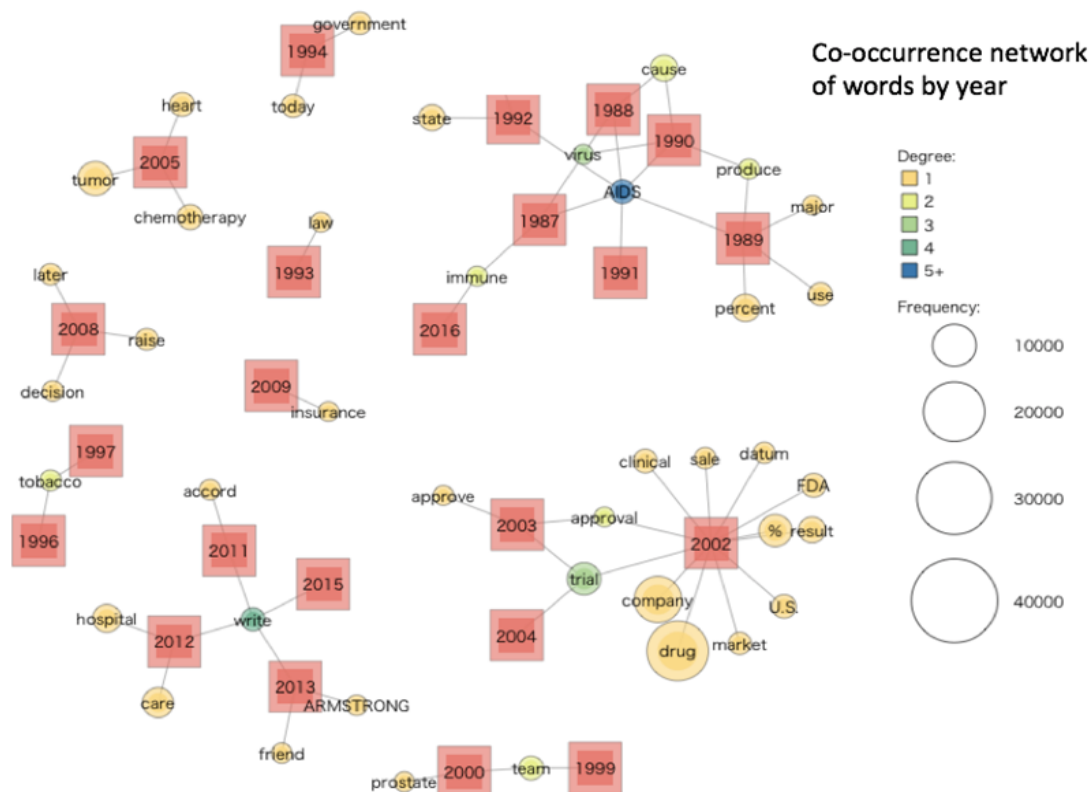 Co-occurrence network
of words by year
government
1994
today
heart
2005
tumor
chemotherapy
law
1993
later
2008
raise
decision
2009
insurance
1997
tobacco
1996
cause
1988
state
1992
1990
virus
produce
AIDS
major
1987
1989
1991
immune
use
percent
2016
accord
2011
2015
hospital
write
2012
2013
care
ARMSTRONG
friend
clinical
sale
datum
FDA
approve
2003
approval
2002
%
result
trial
company
U.S.
2004
market
drug
2000
team
1999
prostate
Degree:
1
2
3
4
5+
Frequency:
10000
20000
30000
40000